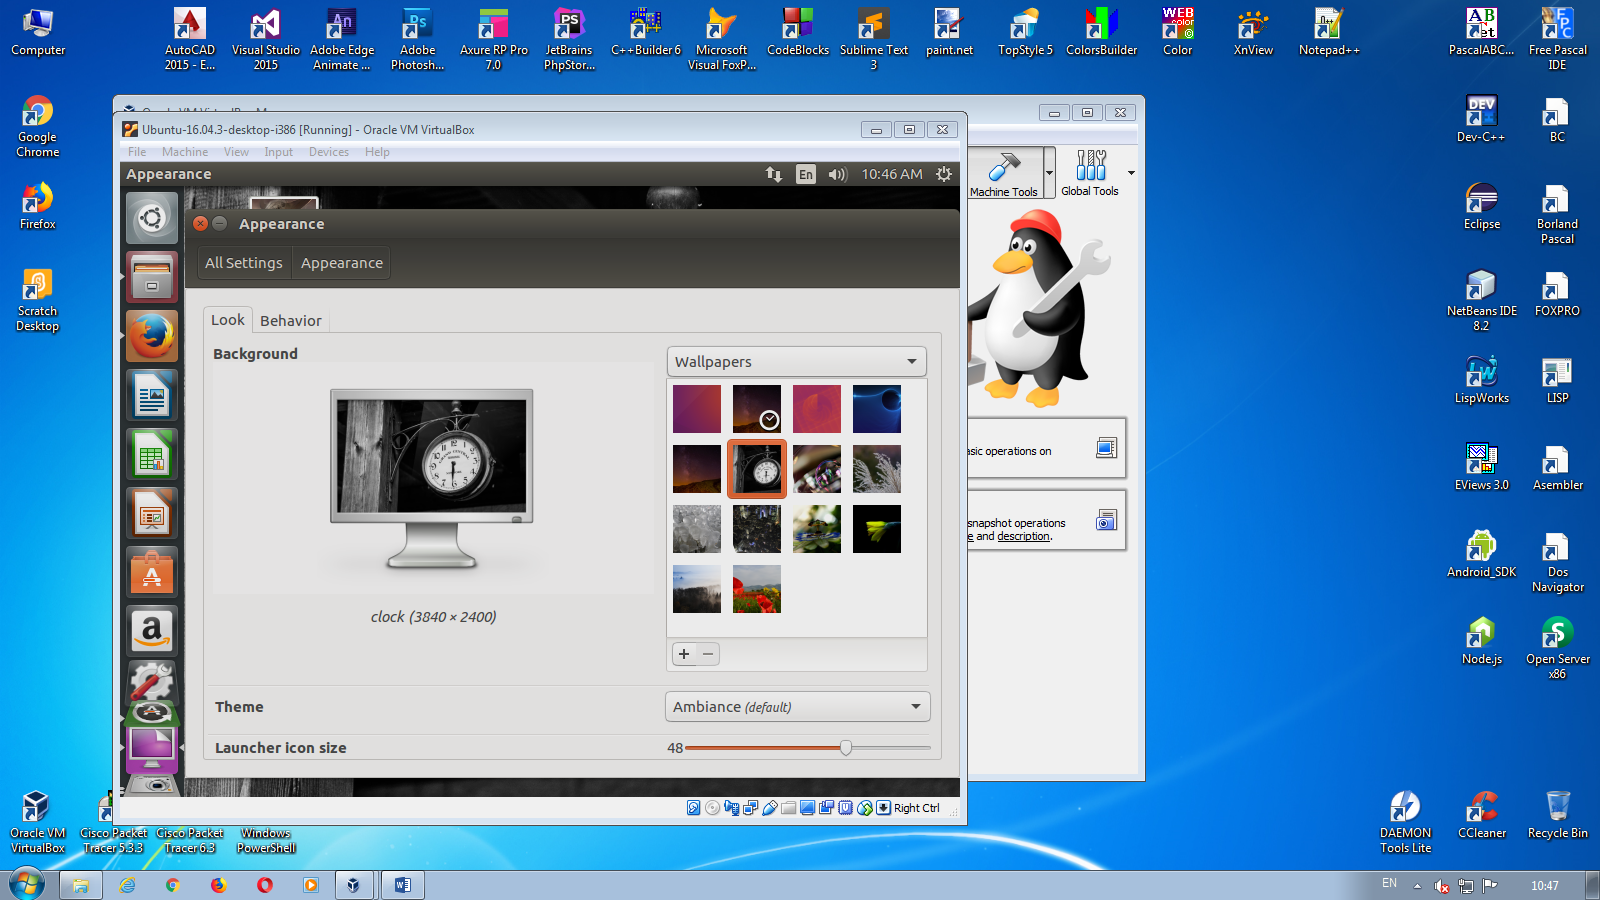 Computer
AutoCAD
2015 - E...
Visual Studio
2015
Adobe Edge
Animate ...
Adobe
Photosh...
Axure RP Pro
7.0
JetBrains
PhpStor...
C++Builder 6
Microsoft
Visual FoxP...
CodeBlocks
Sublime Text
3
paint.net
TopStyle 5
ColorsBuilder
Color
XnView
Notepad++
PascalABC...
Free Pascal
IDE
Google
Chrome
Firefox
Scratch
Desktop
Dev-C++
BC
Eclipse
Borland
Pascal
NetBeans IDE
8.2
FOXPRO
LispWorks
LISP
EViews 3.0
Asembler
Android_SDK
Dos
Navigator
Node.js
Open Server
x86
Ubuntu-16.04.3-desktop-i386 [Running] - Oracle VM VirtualBox
File Machine View Input Devices Help
Appearance
En
10:46 AM
Appearance
All Settings
Appearance
Look
Behavior
Background
Wallpapers
clock (3840 × 2400)
Theme
Ambiance (default)
Launcher icon size
48
Right Ctrl
Machine Tools
Global Tools
asic operations on
snapshot operations
e and description.
Oracle VM
VirtualBox
Cisco Packet
Tracer 5.3.3
Cisco Packet
Tracer 6.3
Windows
PowerShell
DAEMON
Tools Lite
CCleaner
Recycle Bin
EN
10:47